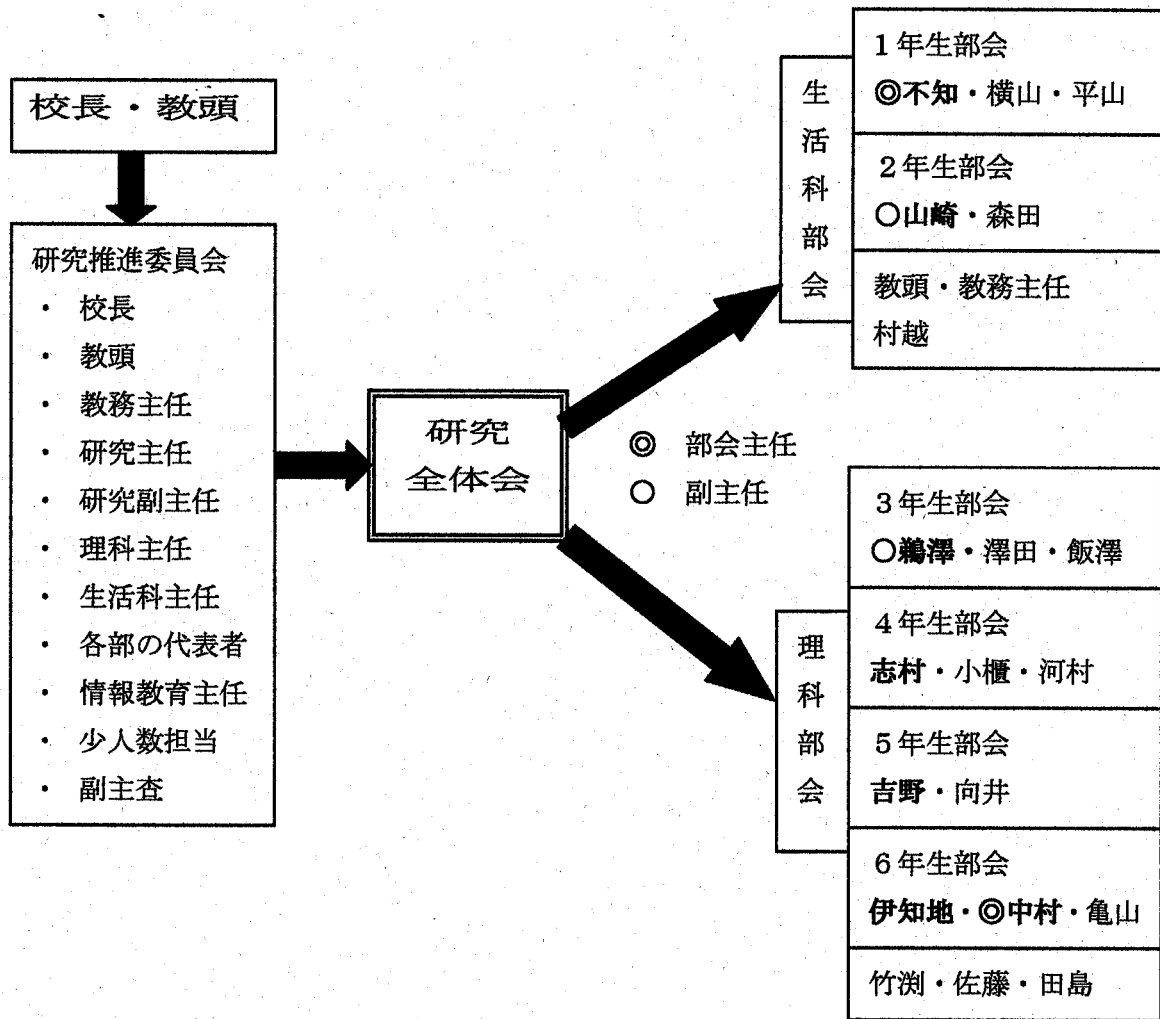 校長・教頭
研究推進委員会
・ 校長
・ 教頭
・ 教務主任
・ 研究主任
・ 研究副主任
・ 理科主任
・ 生活科主任
・ 各部の代表者
・ 情報教育主任
・ 少人数担当
・ 副主査
研究
全体会
◎ 部会主任
○ 副主任
生活科部会
1年生部会
◎不知・横山・平山
2年生部会
○山崎・森田
教頭・教務主任
村越
理科部会
3年生部会
○鵜澤・澤田・飯澤
4年生部会
志村・小櫃・河村
5年生部会
吉野・向井
6年生部会
伊知地・◎中村・亀山
竹渕・佐藤・田島